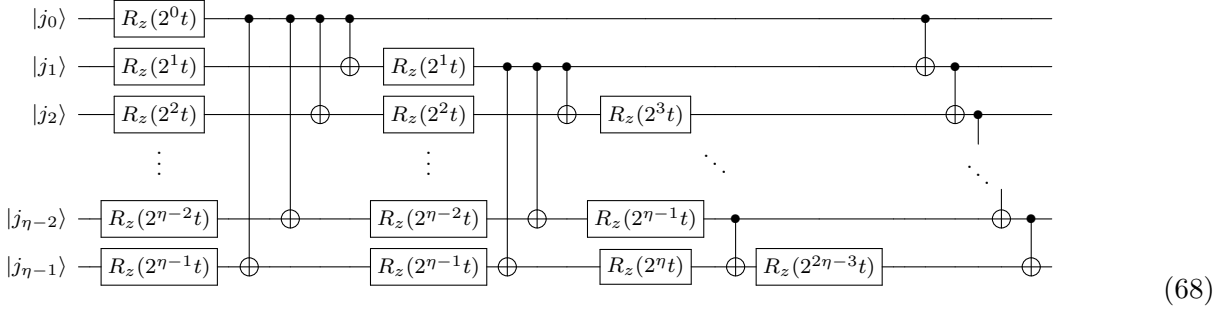 |j₀⟩ R_z(2⁰t)
|j₁⟩ R_z(2¹t) R_z(2¹t)
|j₂⟩ R_z(2²t) R_z(2²t) R_z(2³t)
⋮ ⋮ ⋱ ⋱
|j_{η−2}⟩ R_z(2^{η−2}t) R_z(2^{η−2}t) R_z(2^{η−1}t)
|j_{η−1}⟩ R_z(2^{η−1}t) R_z(2^{η−1}t) R_z(2^η t) R_z(2^{2η−3}t)
(68)